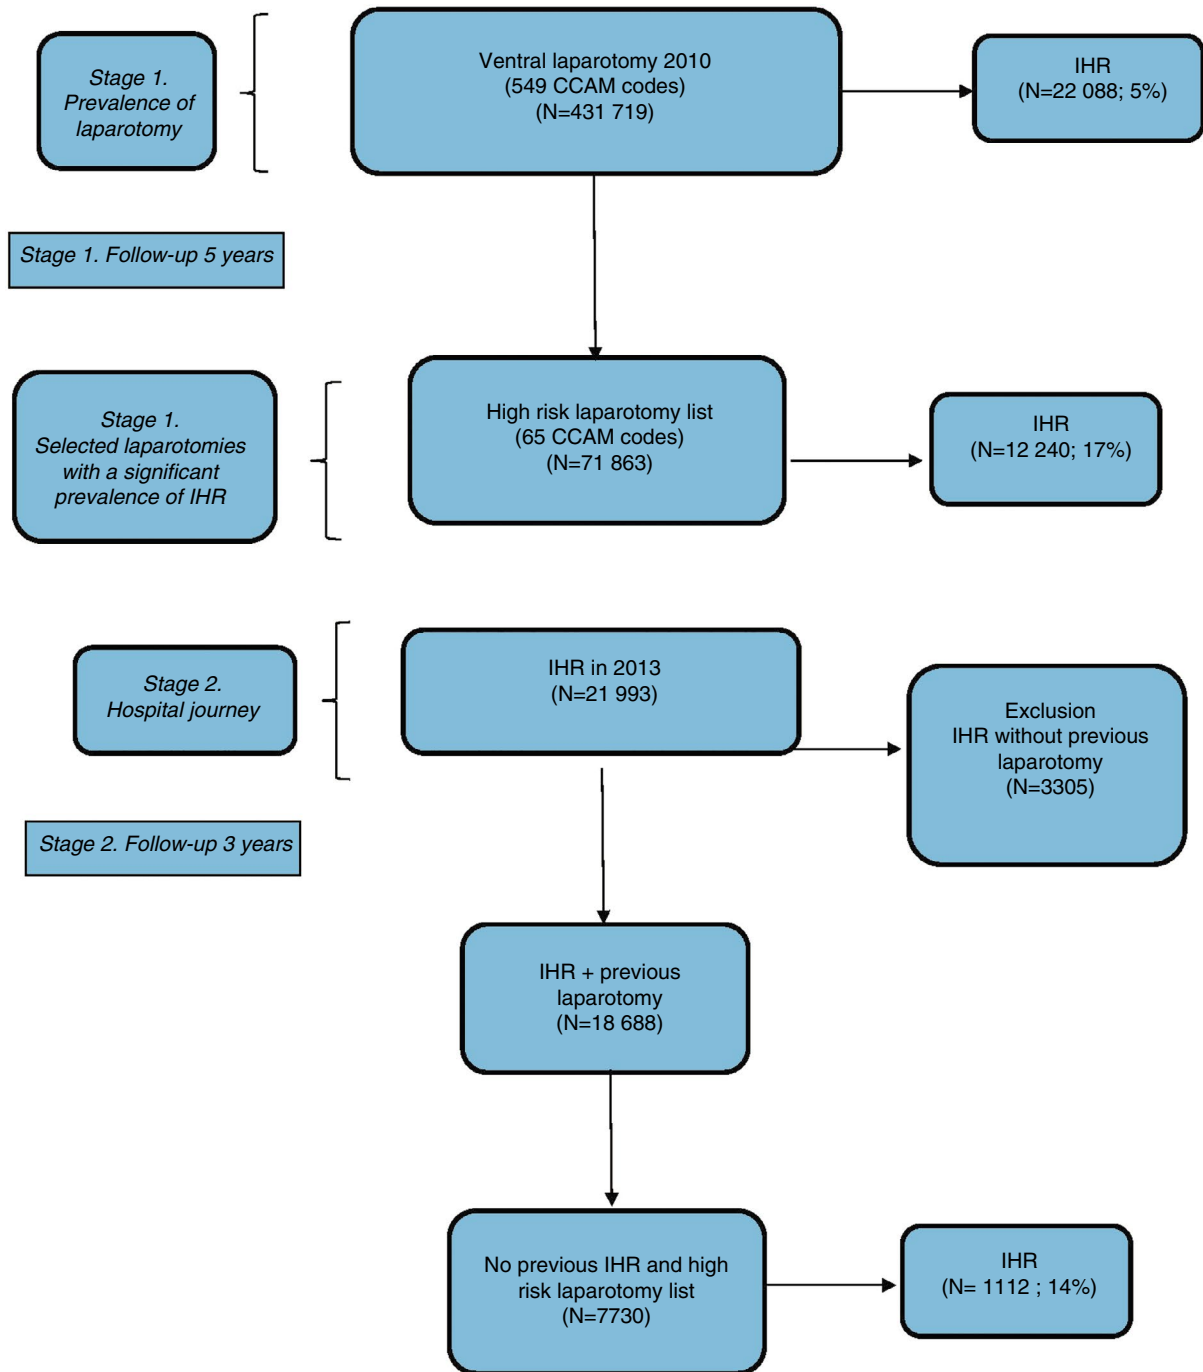 Stage 1.
Prevalence of
laparotomy
Ventral laparotomy 2010
(549 CCAM codes)
(N=431 719)
IHR
(N=22 088; 5%)
Stage 1. Follow-up 5 years
Stage 1.
Selected laparotomies
with a significant
prevalence of IHR
High risk laparotomy list
(65 CCAM codes)
(N=71 863)
IHR
(N=12 240; 17%)
Stage 2.
Hospital journey
IHR in 2013
(N=21 993)
Exclusion
IHR without previous
laparotomy
(N=3305)
Stage 2. Follow-up 3 years
IHR + previous
laparotomy
(N=18 688)
No previous IHR and high
risk laparotomy list
(N=7730)
IHR
(N= 1112 ; 14%)